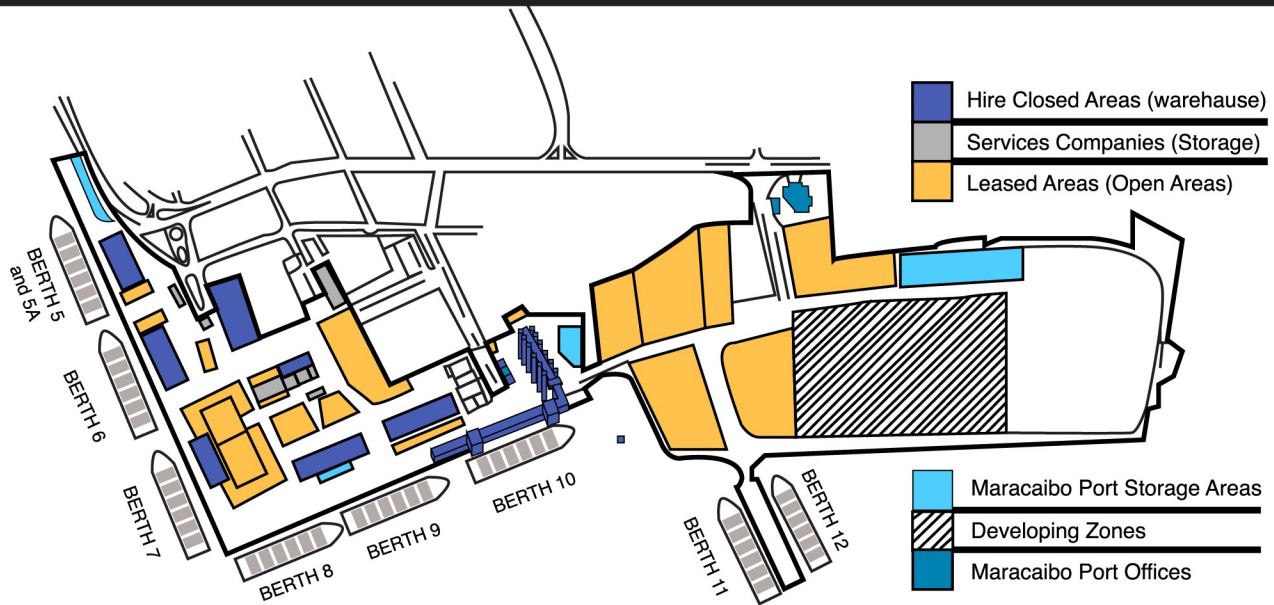 Hire Closed Areas (warehause)
Services Companies (Storage)
Leased Areas (Open Areas)
BERTH 5
and 5A
BERTH 6
BERTH 7
BERTH 8
BERTH 9
BERTH 10
BERTH 11
BERTH 12
Maracaibo Port Storage Areas
Developing Zones
Maracaibo Port Offices